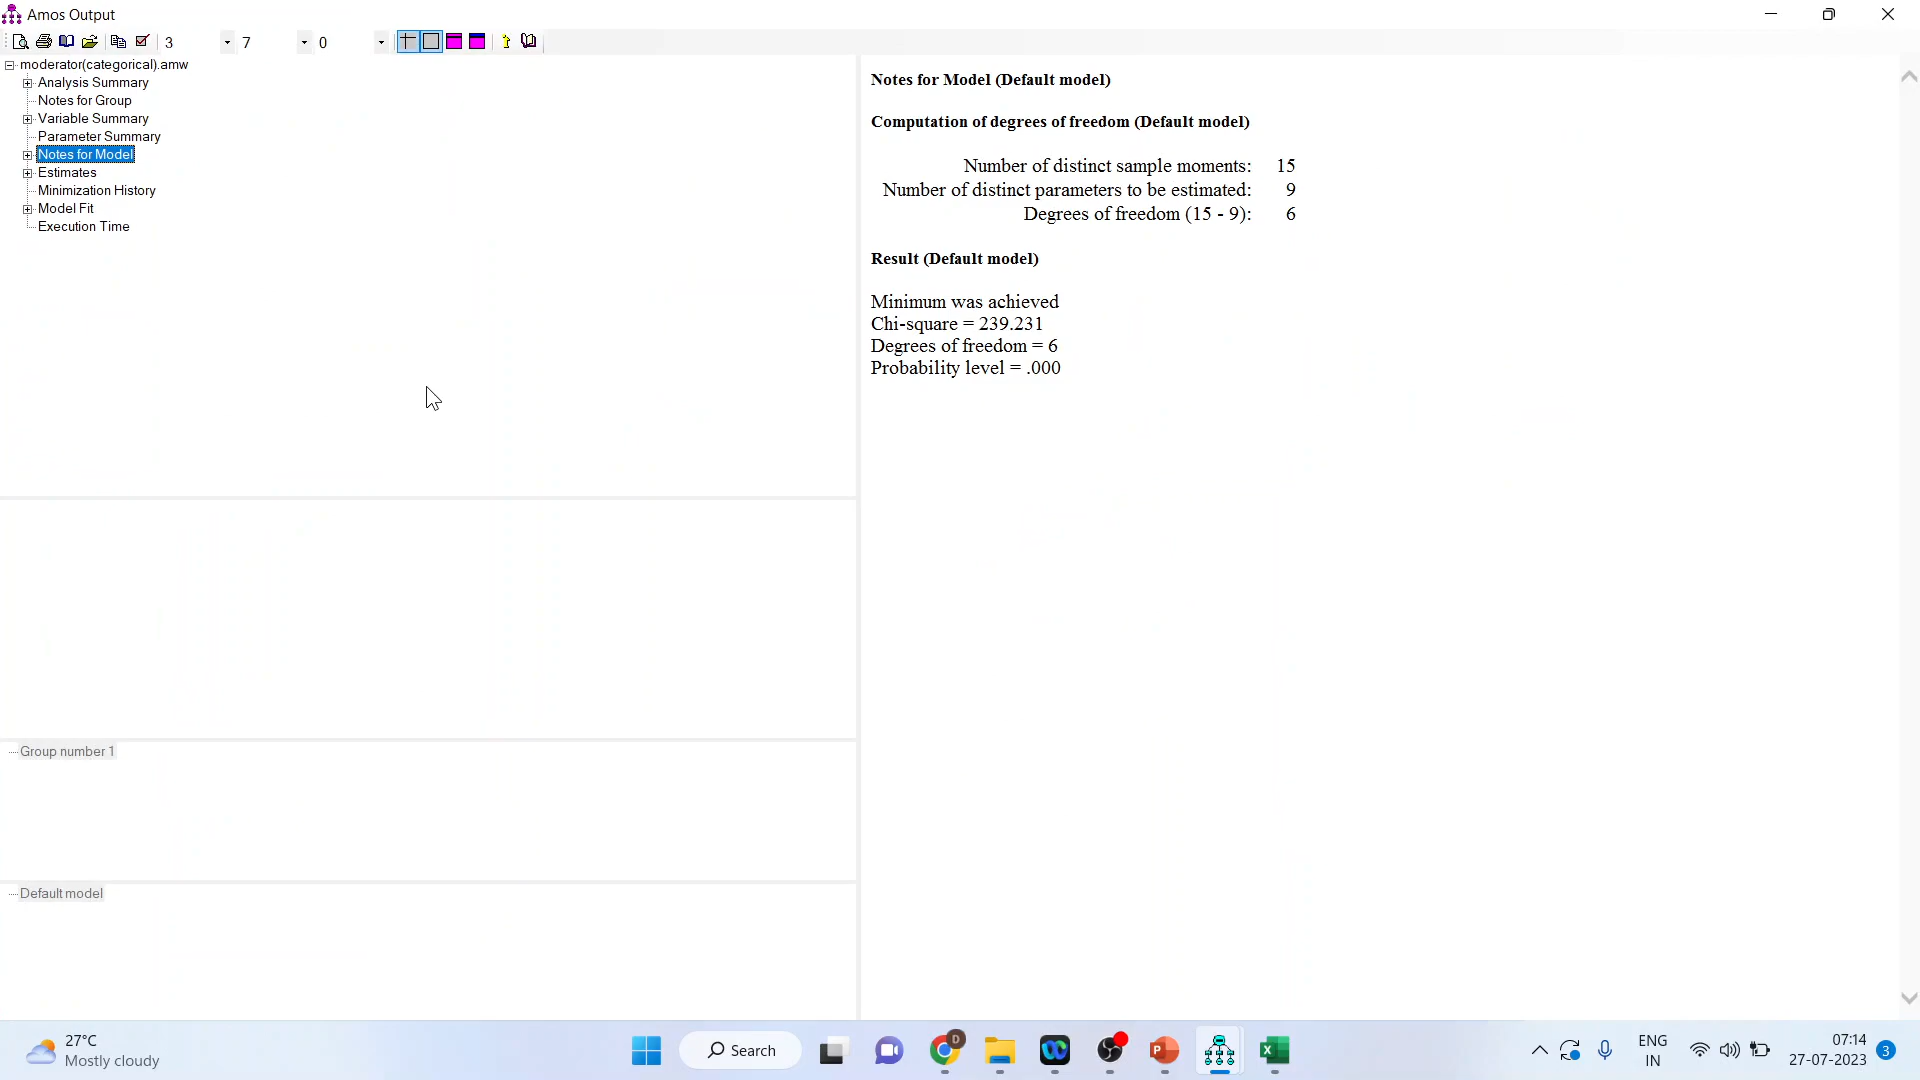 Amos Output
3 7 0
moderator(categorical).amw
Analysis Summary
Notes for Group
Variable Summary
Parameter Summary
Notes for Model
Estimates
Minimization History
Model Fit
Execution Time
Group number 1
Default model
Notes for Model (Default model)
Computation of degrees of freedom (Default model)
Number of distinct sample moments: 15
Number of distinct parameters to be estimated: 9
Degrees of freedom (15 - 9): 6
Result (Default model)
Minimum was achieved
Chi-square = 239.231
Degrees of freedom = 6
Probability level = .000
27°C
Mostly cloudy
Search
D
P
X
ENG
IN
07:14
27-07-2023
3